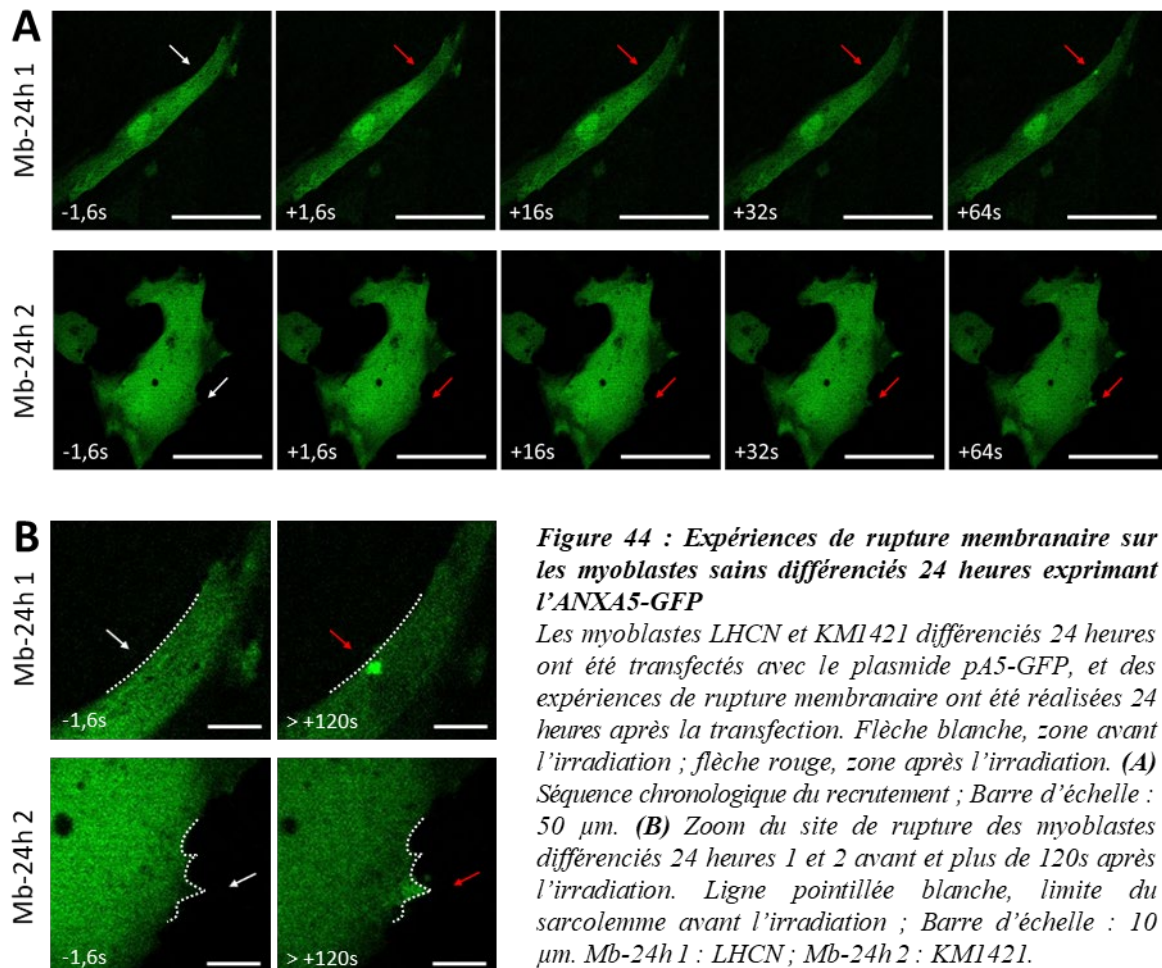 A
Mb-24h 1
-1,6s +1,6s +16s +32s +64s
Mb-24h 2
-1,6s +1,6s +16s +32s +64s
B
Mb-24h 1
-1,6s > +120s
Mb-24h 2
-1,6s > +120s
Figure 44 : Expériences de rupture membranaire sur
les myoblastes sains différenciés 24 heures exprimant
l’ANXA5-GFP
Les myoblastes LHCN et KM1421 différenciés 24 heures
ont été transfectés avec le plasmide pA5-GFP, et des
expériences de rupture membranaire ont été réalisées 24
heures après la transfection. Flèche blanche, zone avant
l’irradiation ; flèche rouge, zone après l’irradiation. (A)
Séquence chronologique du recrutement ; Barre d’échelle :
50 µm. (B) Zoom du site de rupture des myoblastes
différenciés 24 heures 1 et 2 avant et plus de 120s après
l’irradiation. Ligne pointillée blanche, limite du
sarcolemme avant l’irradiation ; Barre d’échelle : 10
µm. Mb-24h 1 : LHCN ; Mb-24h 2 : KM1421.